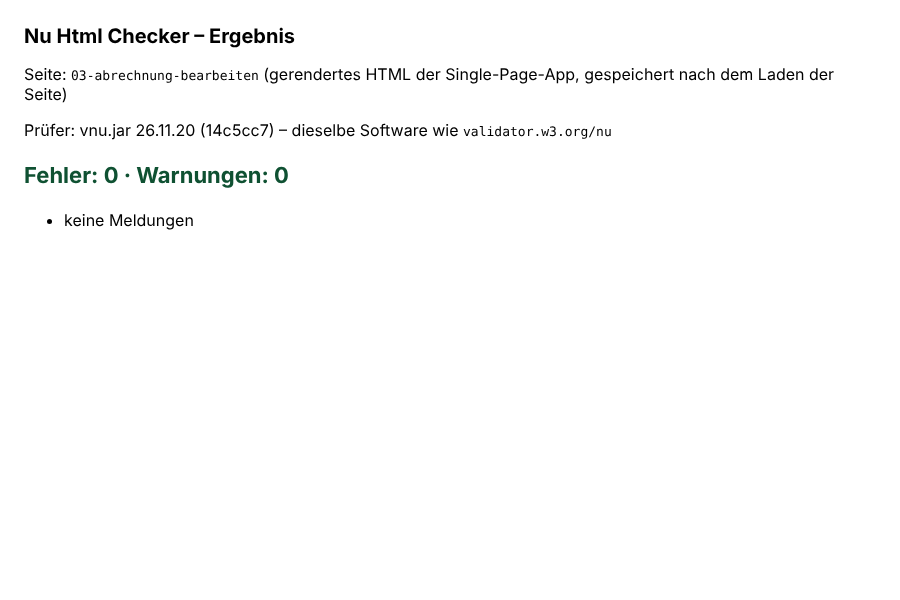 Nu Html Checker – Ergebnis
Seite: 03-abrechnung-bearbeiten (gerendertes HTML der Single-Page-App, gespeichert nach dem Laden der
Seite)
Prüfer: vnu.jar 26.11.20 (14c5cc7) – dieselbe Software wie validator.w3.org/nu
Fehler: 0 · Warnungen: 0
• keine Meldungen